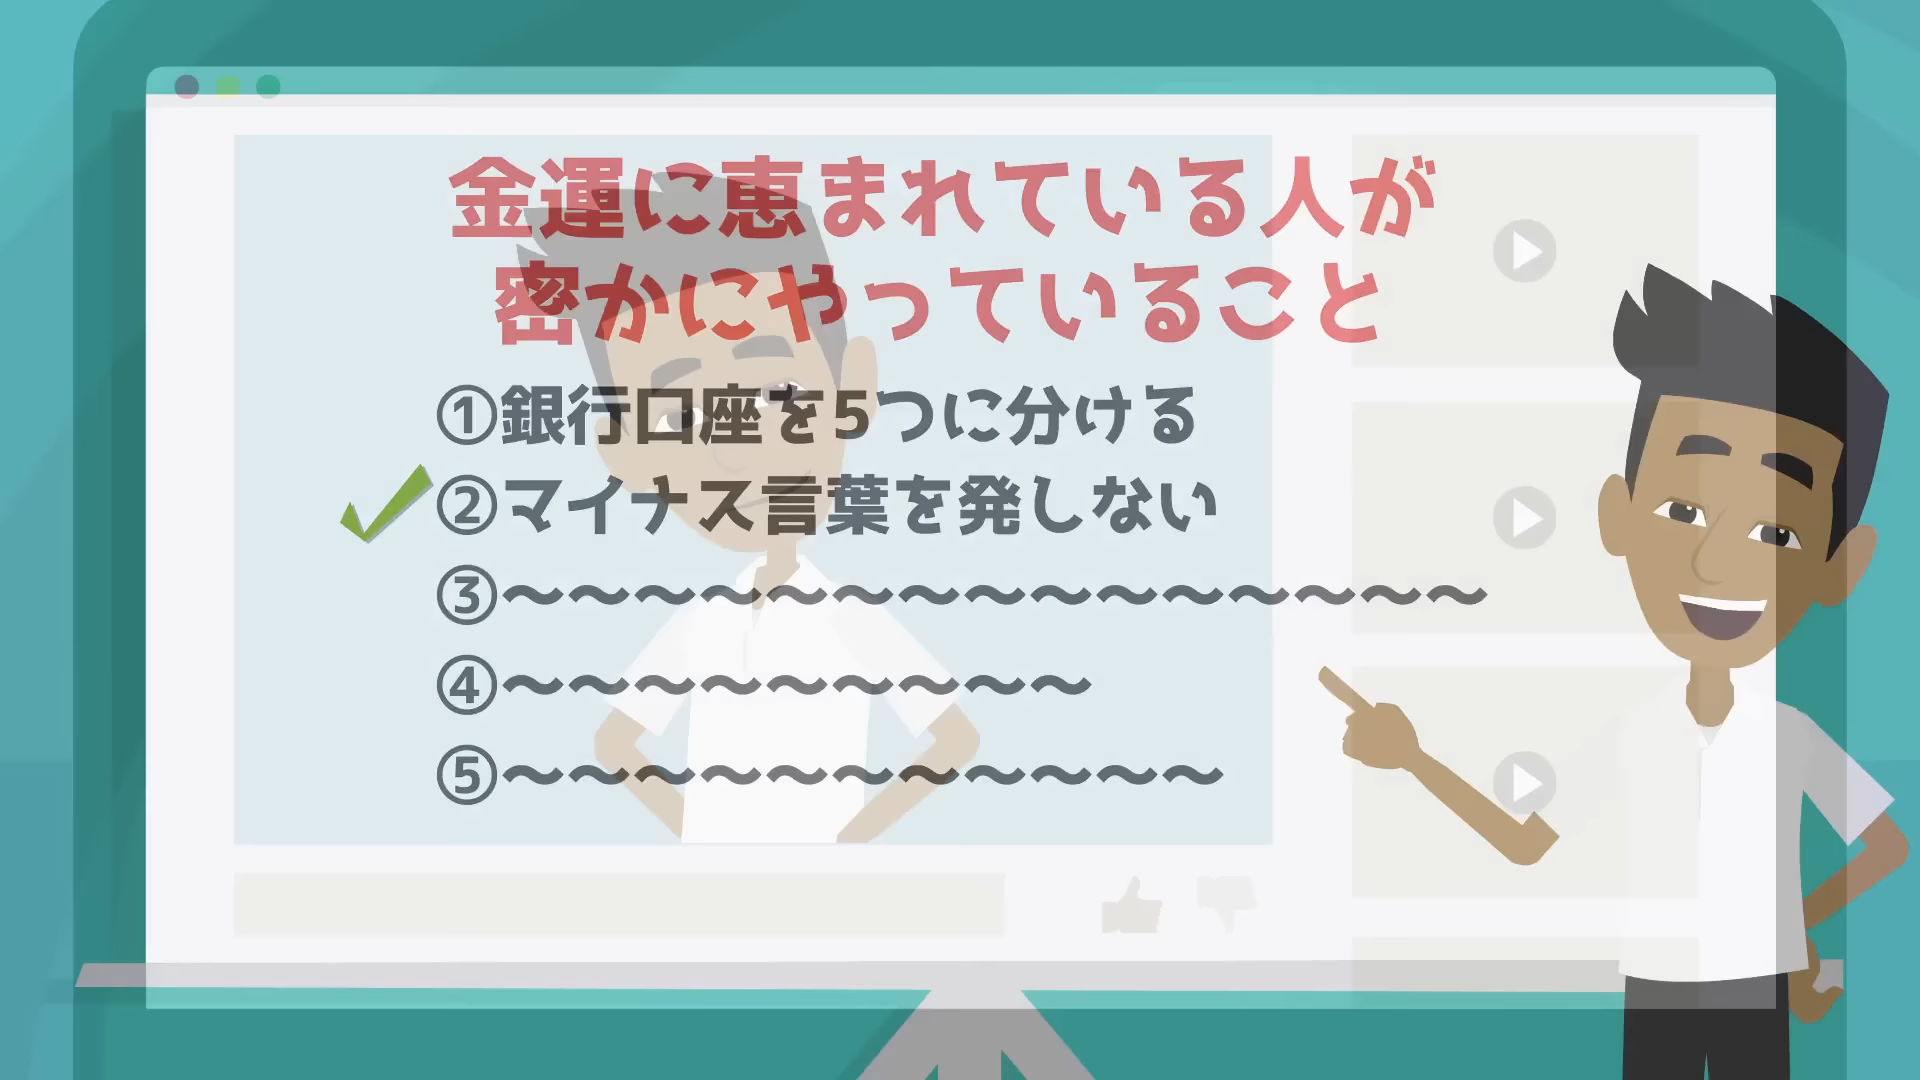 金運に恵まれている人が
密かにやっていること
①銀行口座を5つに分ける
②マイナス言葉を発しない
③〜〜〜〜〜〜〜〜〜〜〜〜〜〜〜
④〜〜〜〜〜〜〜〜〜
⑤〜〜〜〜〜〜〜〜〜〜〜